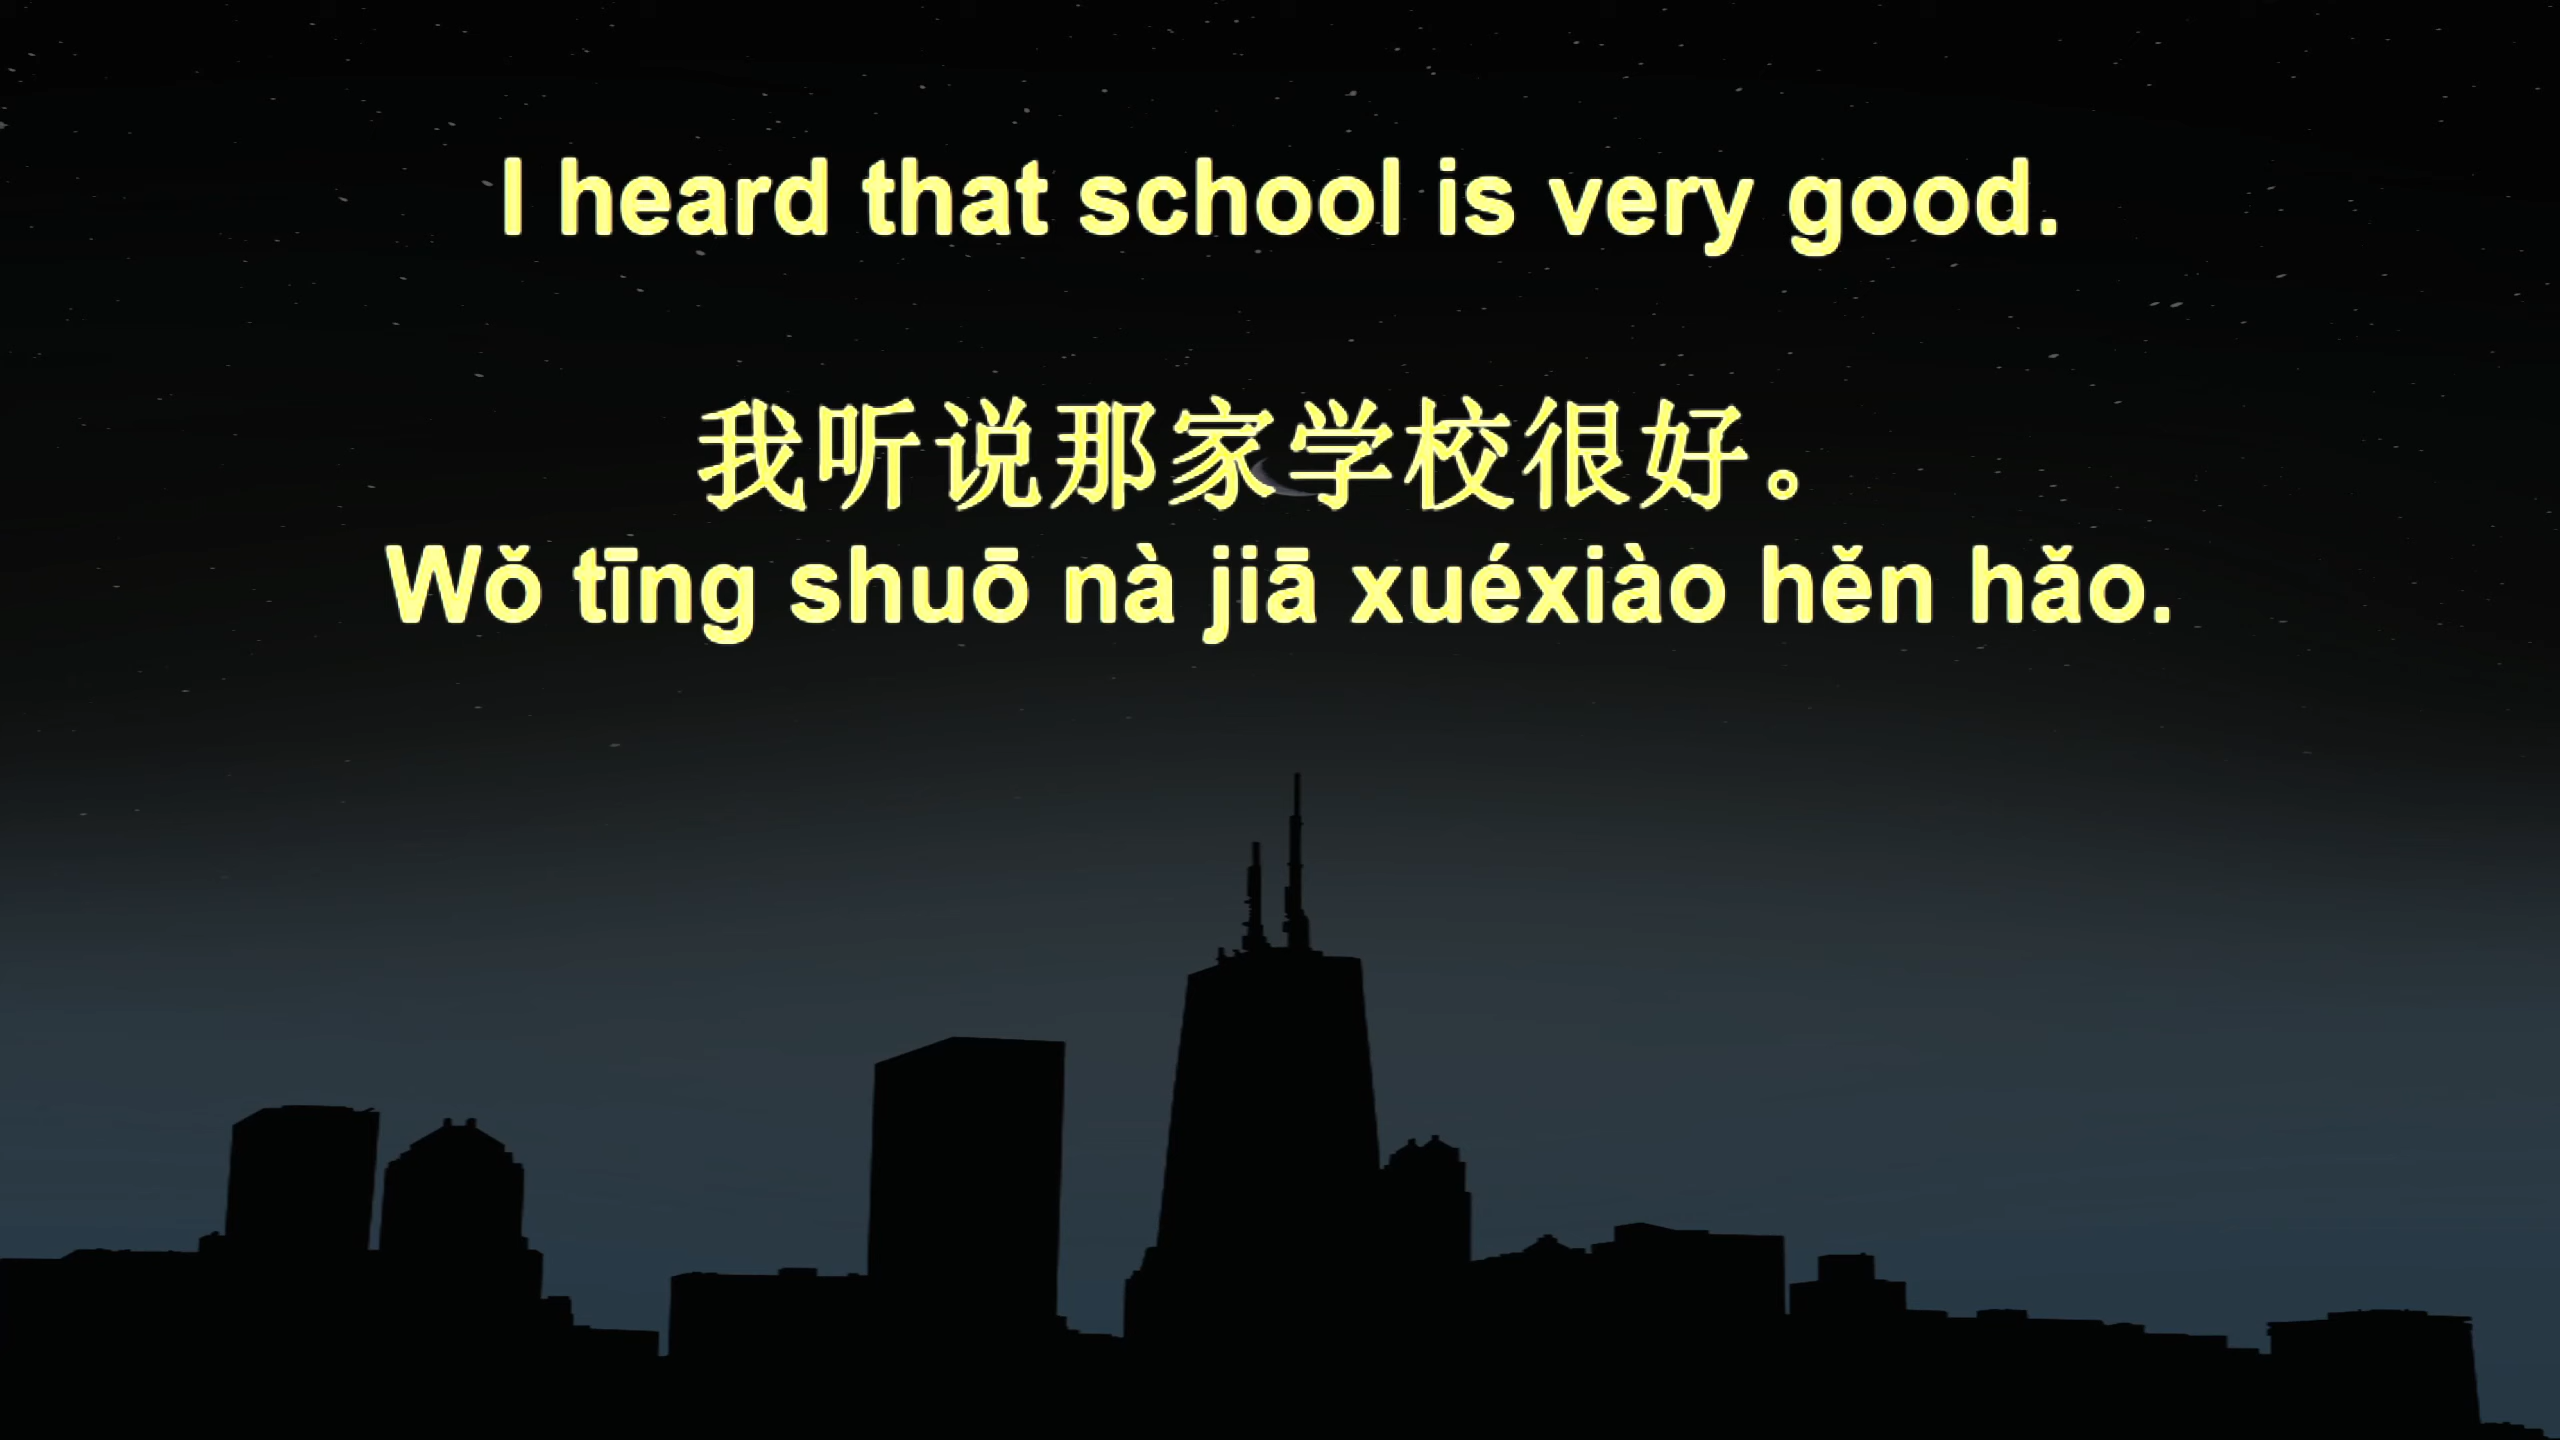 I heard that school is very good.
我听说那家学校很好。
Wǒ tīng shuō nà jiā xuéxiào hěn hǎo.